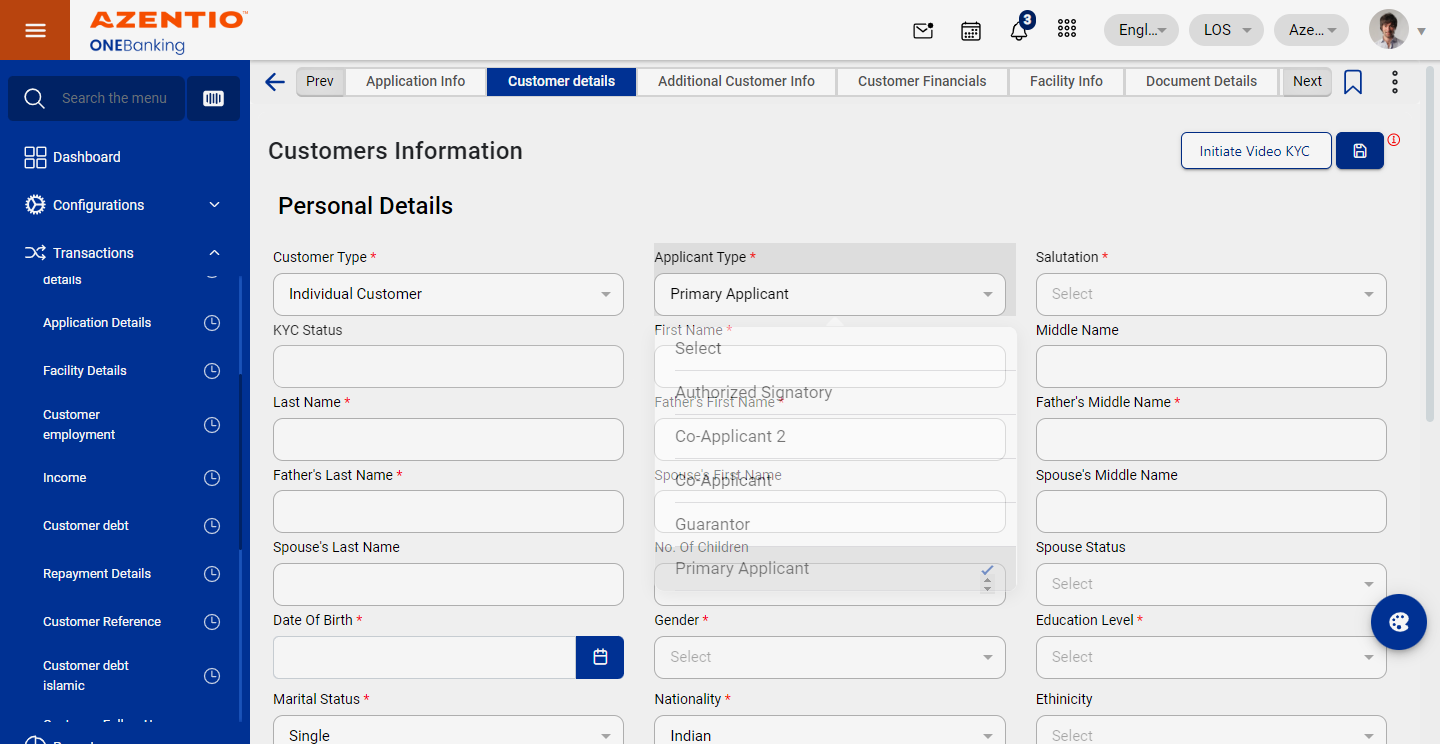 AZENTIO™
ONEBanking
3
Engl...
LOS
Aze...
Search the menu
Dashboard
Configurations
Transactions
details
Application Details
Facility Details
Customer
employment
Income
Customer debt
Repayment Details
Customer Reference
Customer debt
islamic
Prev
Application Info
Customer details
Additional Customer Info
Customer Financials
Facility Info
Document Details
Next
Customers Information
Initiate Video KYC
Personal Details
Customer Type *
Applicant Type *
Salutation *
Individual Customer
Primary Applicant
Select
KYC Status
First Name *
Middle Name
Select
Authorized Signatory
Last Name *
Father's First Name *
Father's Middle Name *
Co-Applicant 2
Father's Last Name *
Spouse's First Name
Spouse's Middle Name
Co-Applicant
Guarantor
Spouse's Last Name
No. Of Children
Spouse Status
Primary Applicant
Select
Date Of Birth *
Gender *
Education Level *
Select
Select
Marital Status *
Nationality *
Ethnicity
Single
Indian
Select